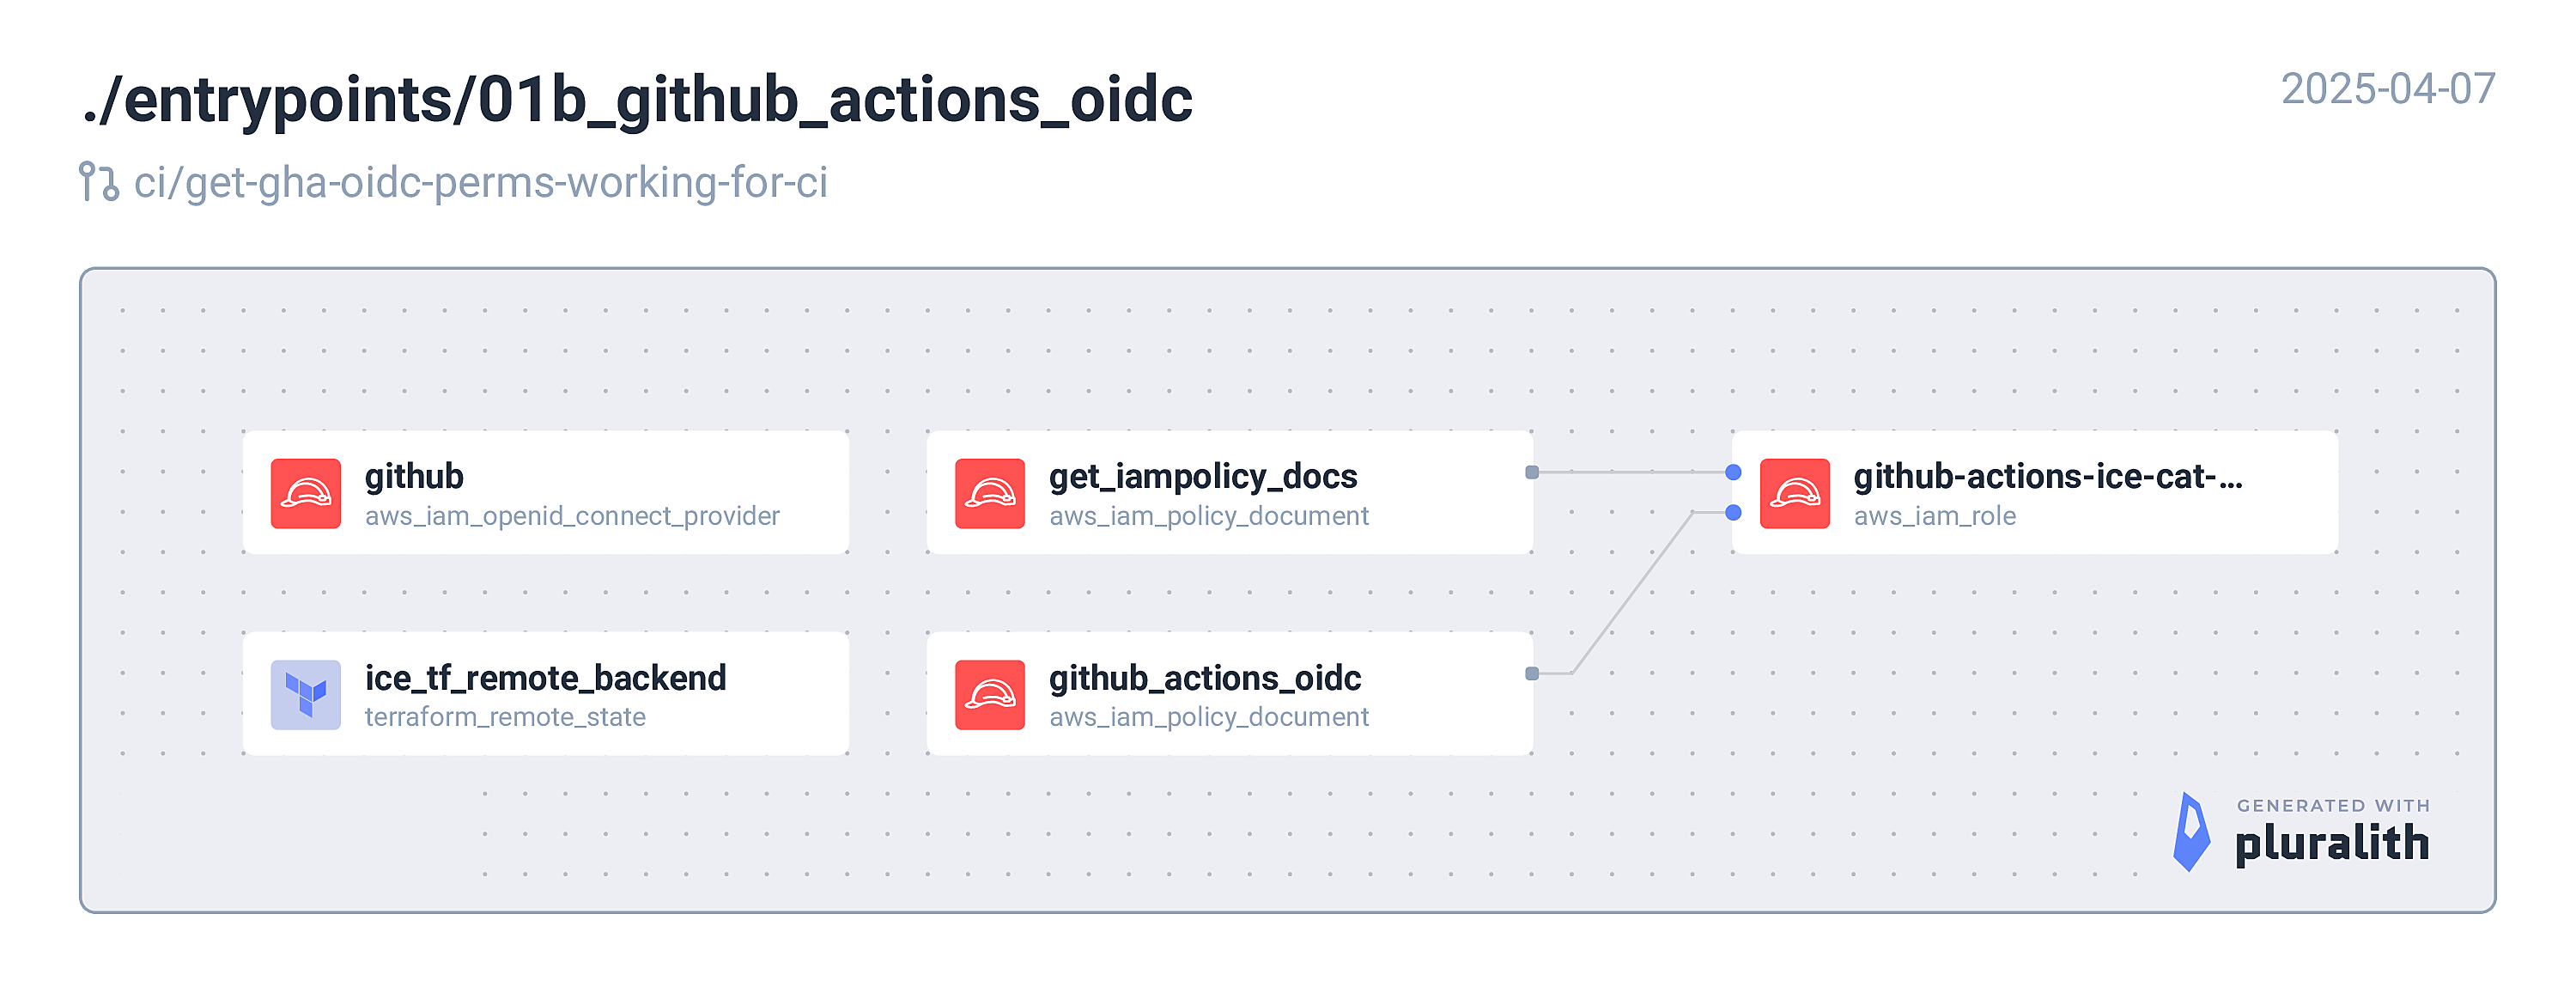 ./entrypoints/01b_github_actions_oidc
2025-04-07
ci/get-gha-oidc-perms-working-for-ci
github
aws_iam_openid_connect_provider
get_iampolicy_docs
aws_iam_policy_document
github-actions-ice-cat-...
aws_iam_role
ice_tf_remote_backend
terraform_remote_state
github_actions_oidc
aws_iam_policy_document
GENERATED WITH
pluralith